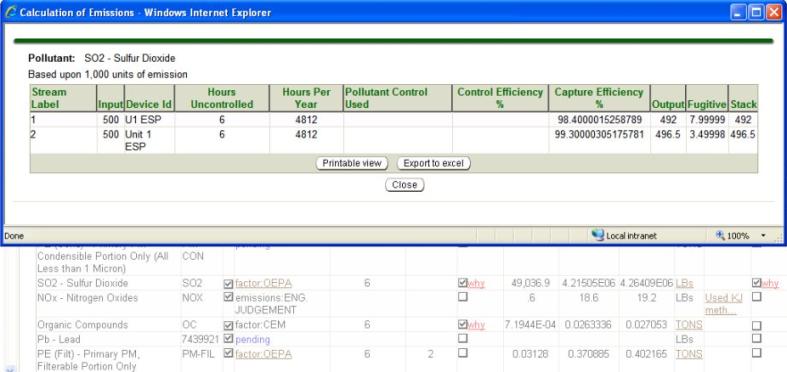 Calculation of Emissions - Windows Internet Explorer
Pollutant: SO2 - Sulfur Dioxide
Based upon 1,000 units of emission
Stream Label Input Device Id Hours Uncontrolled Hours Per Year Pollutant Control Used Control Efficiency % Capture Efficiency % Output Fugitive Stack
1 500 U1 ESP 6 4812 98.4000015258789 492 7.99999 492
2 500 Unit 1 ESP 6 4812 99.30000305175781 496.5 3.49998 496.5
Printable view Export to excel
Close
Done Local intranet 100%
Condensible Portion Only (All CON
Less than 1 Micron)
SO2 - Sulfur Dioxide SO2 factor:OEPA 6 why 49,036.9 4.21505E06 4.26409E06 LBs why
NOx - Nitrogen Oxides NOX emissions:ENG. JUDGEMENT .6 18.6 19.2 LBs Used KJ meth...
Organic Compounds OC factor:CEM 6 why 7.1944E-04 0.0263336 0.027053 TONS
Pb - Lead 7439921 pending LBs
PE (Filt) - Primary PM, PM-FIL factor:OEPA 6 2 0.03128 0.370885 0.402165 TONS
Filterable Portion Only